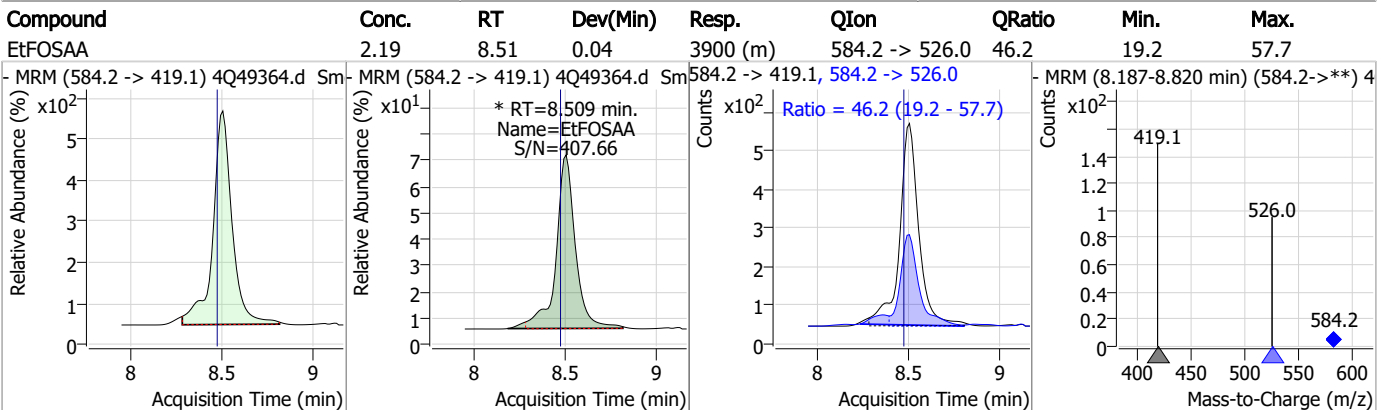 Compound Conc. RT Dev(Min) Resp. QIon QRatio Min. Max.
EtFOSAA 2.19 8.51 0.04 3900 (m) 584.2 -> 526.0 46.2 19.2 57.7
- MRM (584.2 -> 419.1) 4Q49364.d Sm
Relative Abundance (%)
x10²
5
4
3
2
1
0
8 8.5 9
Acquisition Time (min)
- MRM (584.2 -> 419.1) 4Q49364.d Sm
Relative Abundance (%)
x10¹
* RT=8.509 min.
Name=EtFOSAA
S/N=407.66
7
6
5
4
3
2
1
0
8 8.5 9
Acquisition Time (min)
584.2 -> 419.1, 584.2 -> 526.0
Counts
x10²
Ratio = 46.2 (19.2 - 57.7)
5
4
3
2
1
0
8 8.5 9
Acquisition Time (min)
- MRM (8.187-8.820 min) (584.2->**) 4
Counts
x10²
419.1
1.4
1.2
1
526.0
0.8
0.6
0.4
0.2
584.2
0
400 450 500 550 600
Mass-to-Charge (m/z)